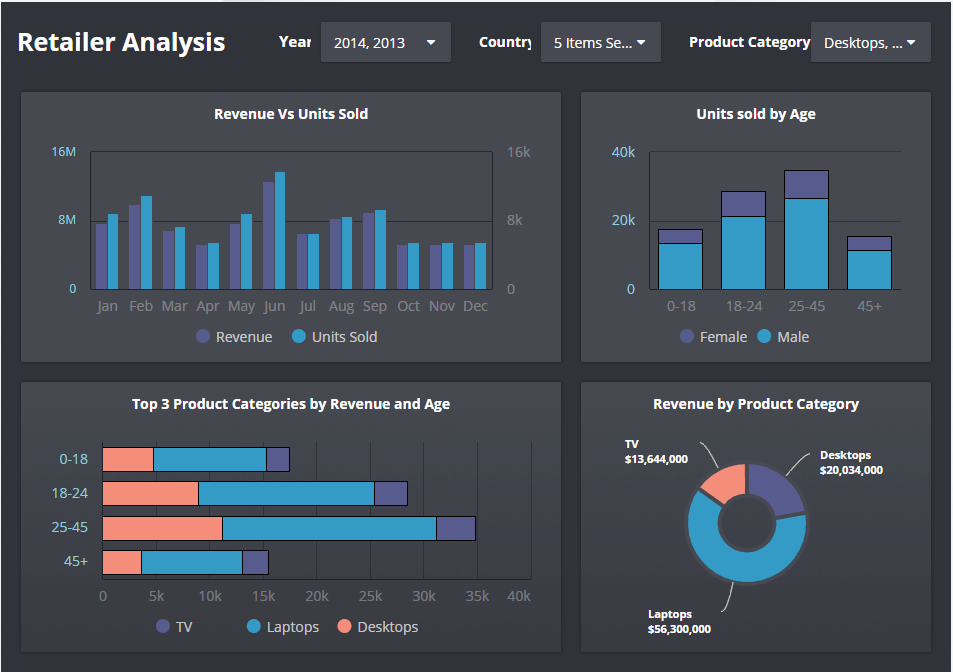 Retailer Analysis
Year
2014, 2013
Country
5 Items Se...
Product Category
Desktops, ...
Revenue Vs Units Sold
16M
8M
0
16k
8k
0
Jan Feb Mar Apr May Jun Jul Aug Sep Oct Nov Dec
Revenue Units Sold
Units sold by Age
40k
20k
0
0-18 18-24 25-45 45+
Female Male
Top 3 Product Categories by Revenue and Age
0-18
18-24
25-45
45+
0 5k 10k 15k 20k 25k 30k 35k 40k
TV Laptops Desktops
Revenue by Product Category
TV
$13,644,000
Desktops
$20,034,000
Laptops
$56,300,000